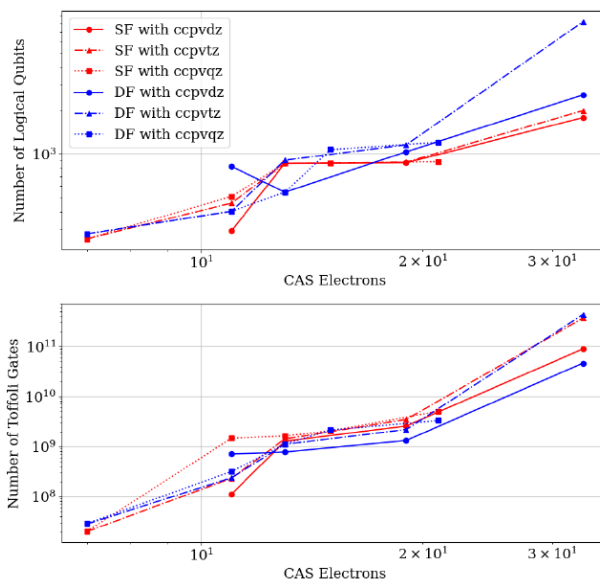 SF with ccpvdz
SF with ccpvtz
SF with ccpvqz
DF with ccpvdz
DF with ccpvtz
DF with ccpvqz
Number of Logical Qubits
10³
10¹
2 × 10¹
3 × 10¹
CAS Electrons
Number of Toffoli Gates
10¹¹
10¹⁰
10⁹
10⁸
10¹
2 × 10¹
3 × 10¹
CAS Electrons